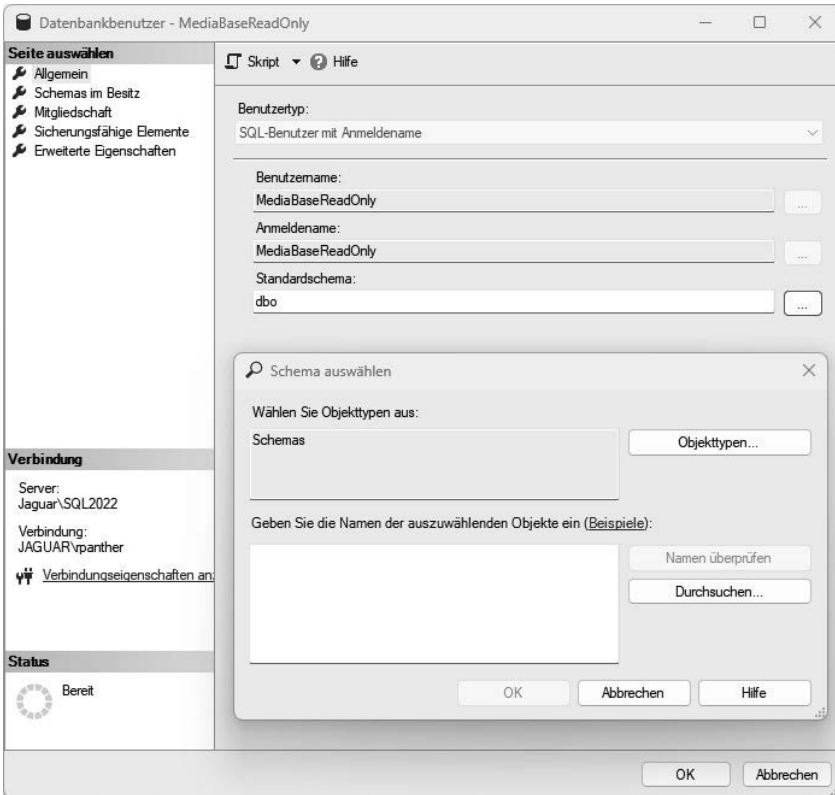 Datenbankbenutzer - MediaBaseReadOnly
Seite auswählen
Allgemein
Schemas im Besitz
Mitgliedschaft
Sicherungsfähige Elemente
Erweiterte Eigenschaften
Skript
Hilfe
Benutzertyp:
SQL-Benutzer mit Anmeldename
Benutzername:
MediaBaseReadOnly
...
Anmeldename:
MediaBaseReadOnly
...
Standardschema:
dbo
...
Schema auswählen
Wählen Sie Objekttypen aus:
Schemas
Objekttypen...
Geben Sie die Namen der auszuwählenden Objekte ein (Beispiele):
Namen überprüfen
Durchsuchen...
OK
Abbrechen
Hilfe
Verbindung
Server:
Jaguar\SQL2022
Verbindung:
JAGUAR\rpanther
Verbindungseigenschaften
Status
Bereit
OK
Abbrechen